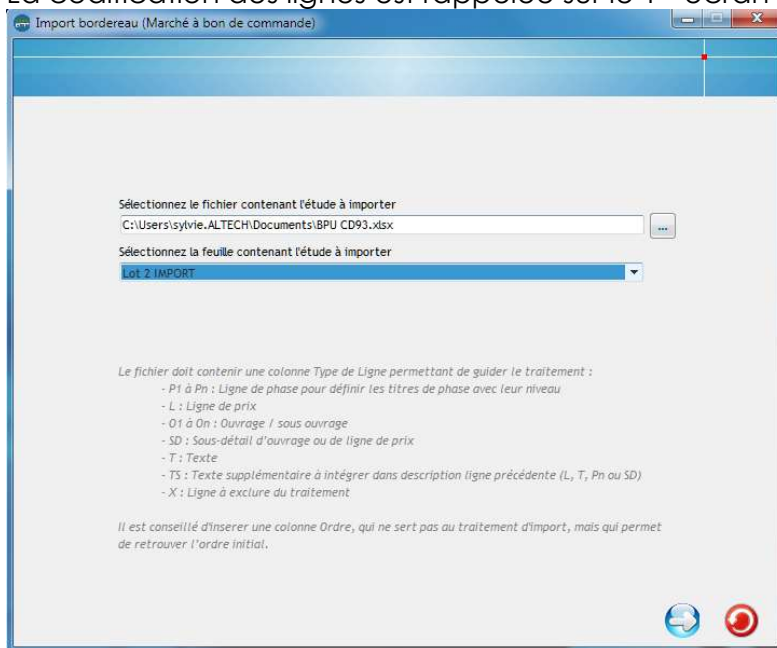 La codification des lignes est rappelée sur le 1er écran
Import bordereau (Marché à bon de commande)
Sélectionnez le fichier contenant l'étude à importer
C:\Users\sylvie.ALTECH\Documents\BPU CD93.xlsx
...
Sélectionnez la feuille contenant l'étude à importer
Lot 2 IMPORT
Le fichier doit contenir une colonne Type de Ligne permettant de guider le traitement :
- P1 à Pn : Ligne de phase pour définir les titres de phase avec leur niveau
- L : Ligne de prix
- O1 à On : Ouvrage / sous ouvrage
- SD : Sous-détail d'ouvrage ou de ligne de prix
- T : Texte
- TS : Texte supplémentaire à intégrer dans description ligne précédente (L, T, Pn ou SD)
- X : Ligne à exclure du traitement
Il est conseillé d'inserer une colonne Ordre, qui ne sert pas au traitement d'import, mais qui permet
de retrouver l'ordre initial.